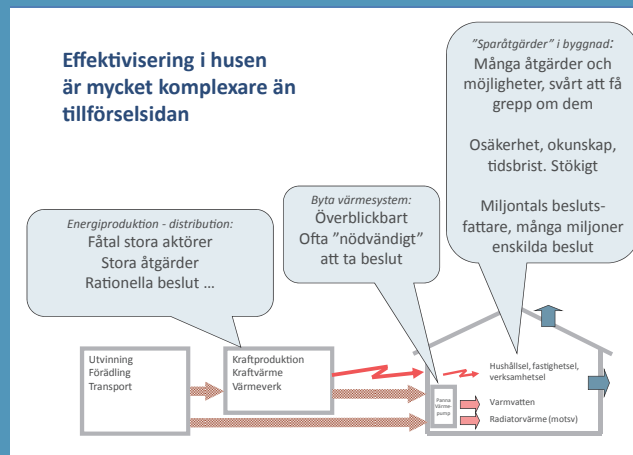 Effektivisering i husen
är mycket komplexare än
tillförselsidan
”Sparåtgärder” i byggnad:
Många åtgärder och
möjligheter, svårt att få
grepp om dem
Osäkerhet, okunskap,
tidsbrist. Stökigt
Miljontals besluts-
fattare, många miljoner
enskilda beslut
Byta värmesystem:
Överblickbart
Ofta ”nödvändigt”
att ta beslut
Energiproduktion - distribution:
Fåtal stora aktörer
Stora åtgärder
Rationella beslut …
Utvinning
Förädling
Transport
Kraftproduktion
Kraftvärme
Värmeverk
Hushållsel, fastighetsel,
verksamhetsel
Panna
Värme-
pump
Varmvatten
Radiatorvärme (motsv)